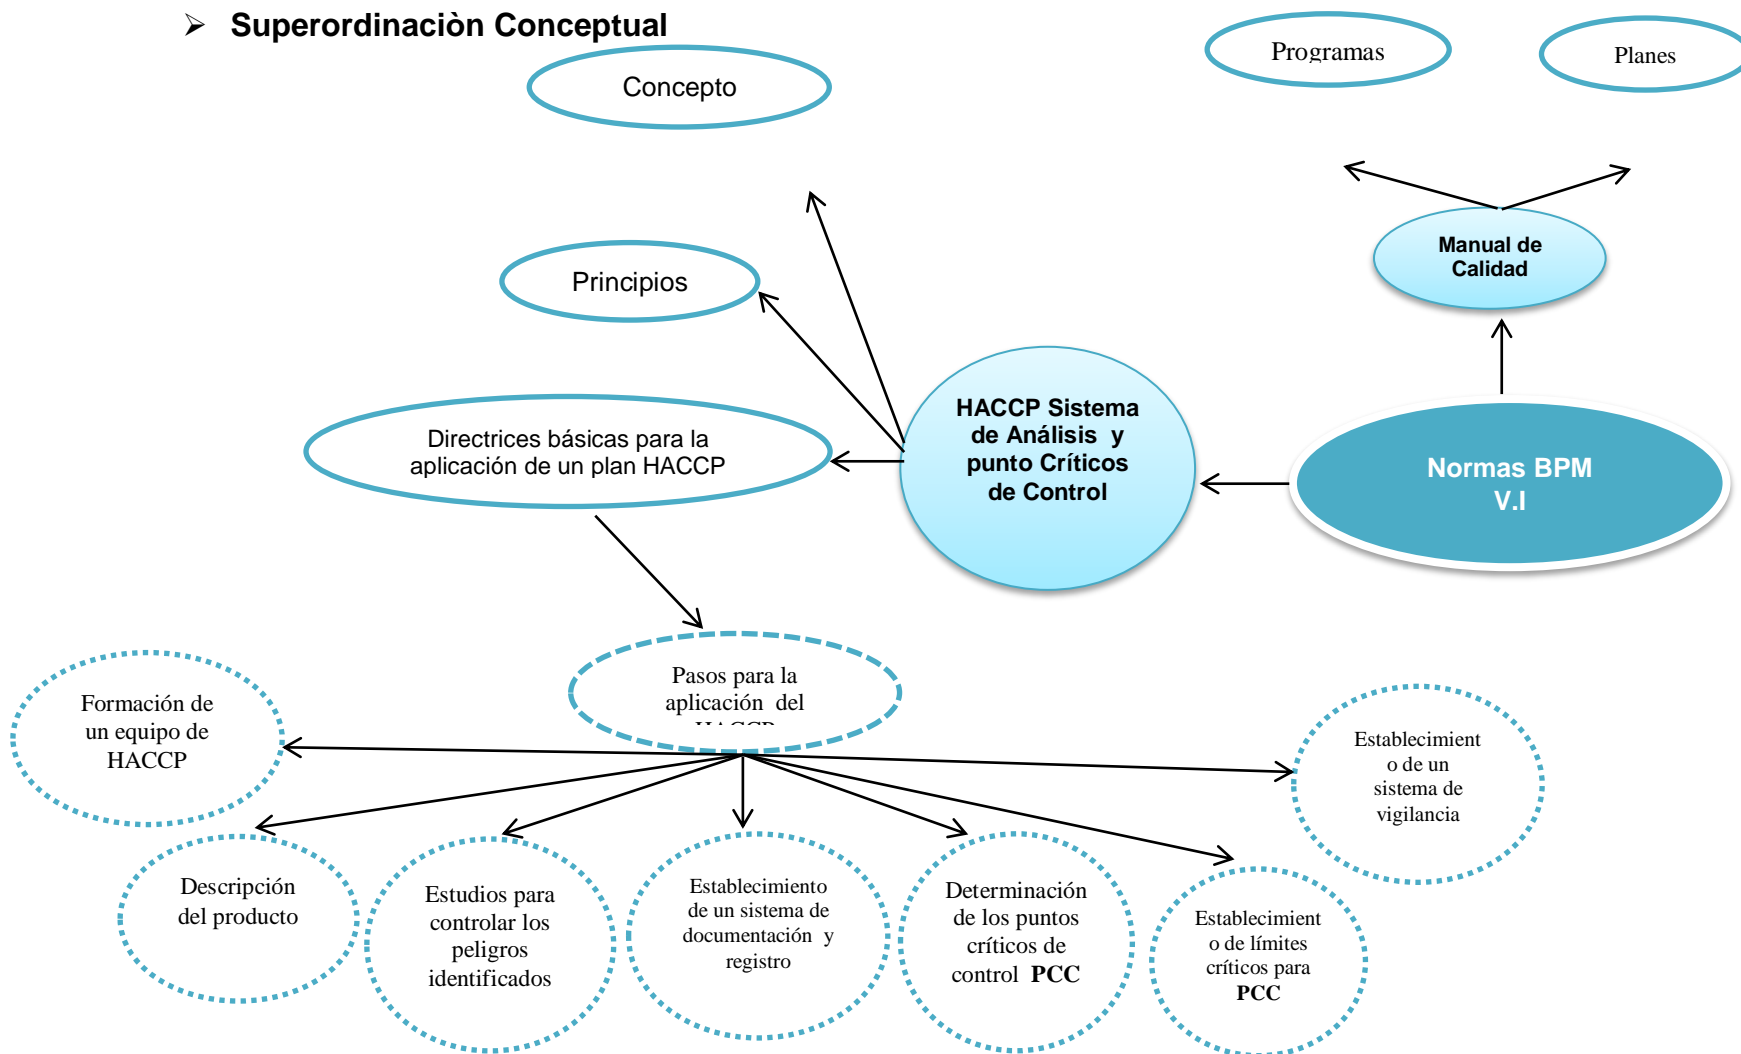 ➢ Superordinaciòn Conceptual
Concepto
Programas
Planes
Manual de
Calidad
Principios
HACCP Sistema
de Análisis y
punto Críticos
de Control
Directrices básicas para la
aplicación de un plan HACCP
Normas BPM
V.I
Pasos para la
aplicación del
HACCP
Formación de
un equipo de
HACCP
Establecimient
o de un
sistema de
vigilancia
Descripción
del producto
Estudios para
controlar los
peligros
identificados
Establecimiento
de un sistema de
documentación y
registro
Determinación
de los puntos
críticos de
control PCC
Establecimient
o de límites
críticos para
PCC